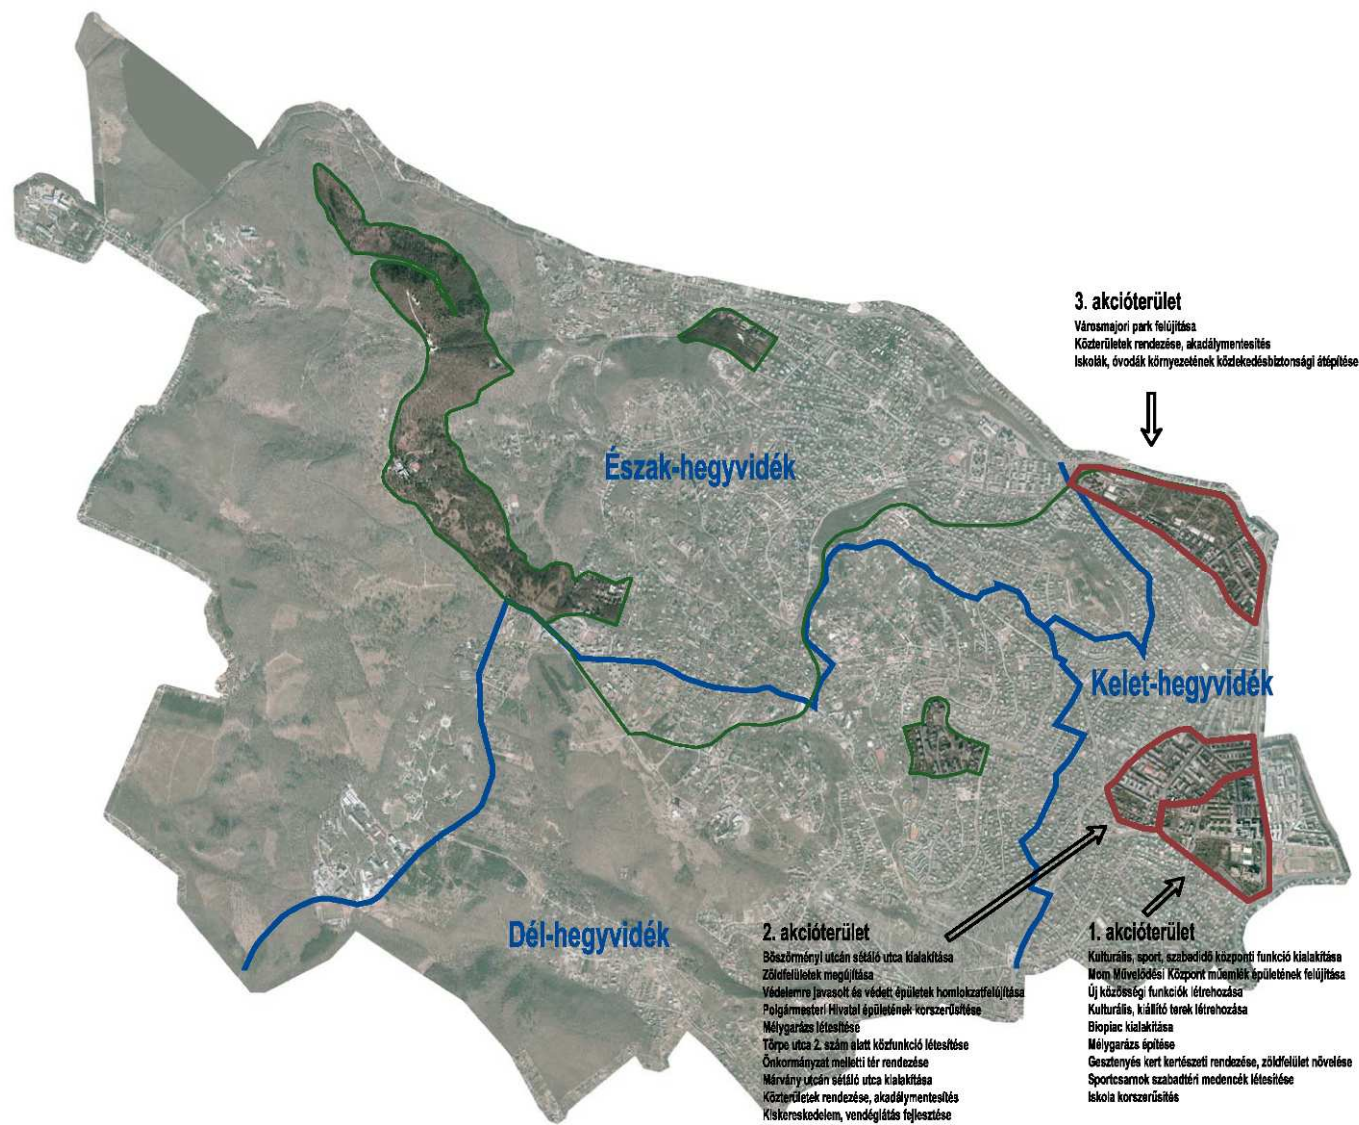 3. akcióterület
Városmajori park felújítása
Közterületek rendezése, akadálymentesítés
Iskolák, óvodák környezetének közlekedésbiztonsági átépítése
Észak-hegyvidék
Kelet-hegyvidék
Dél-hegyvidék
2. akcióterület
Böszörményi utcán sétáló utca kialakítása
Zöldfelületek megújítása
Védelemre javasolt és védett épületek homlokzatfelújítása
Polgármesteri Hivatal épületének korszerűsítése
Mélygarázs létesítése
Törpe utca 2. szám alatt közfunkció létesítése
Önkormányzat melletti tér rendezése
Márvány utcán sétáló utca kialakítása
Közterületek rendezése, akadálymentesítés
Kiskereskedelem, vendéglátás fejlesztése
1. akcióterület
Kulturális, sport, szabadidő központi funkció kialakítása
Mom Művelődési Központ műemlék épületének felújítása
Új közösségi funkciók létrehozása
Kulturális, kiállító terek létrehozása
Biopiac kialakítása
Mélygarázs építése
Gesztenyés kert kertészeti rendezése, zöldfelület növelése
Sportcsarnok szabadtéri medencék létesítése
Iskola korszerűsítés